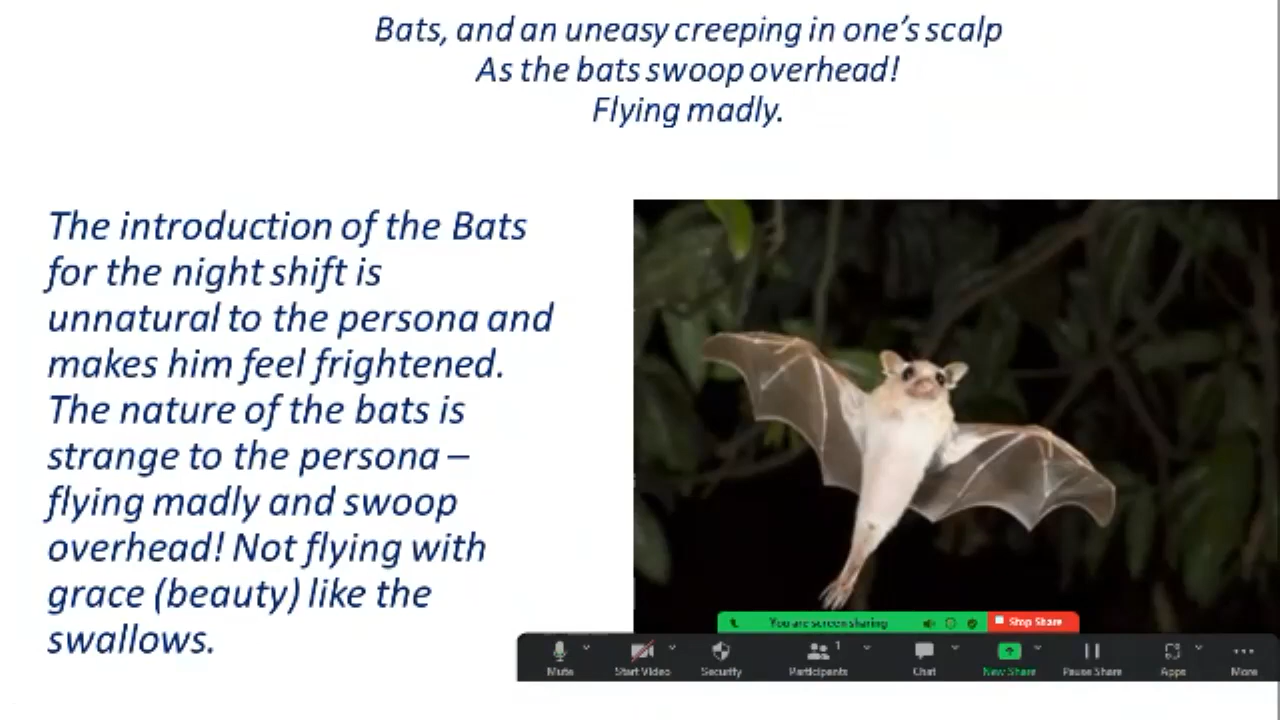 Bats, and an uneasy creeping in one's scalp
As the bats swoop overhead!
Flying madly.
The introduction of the Bats
for the night shift is
unnatural to the persona and
makes him feel frightened.
The nature of the bats is
strange to the persona –
flying madly and swoop
overhead! Not flying with
grace (beauty) like the
swallows.
You are screen sharing
Stop Share
Mute
Start Video
Security
Participants
1
Chat
New Share
Pause Share
Apps
More